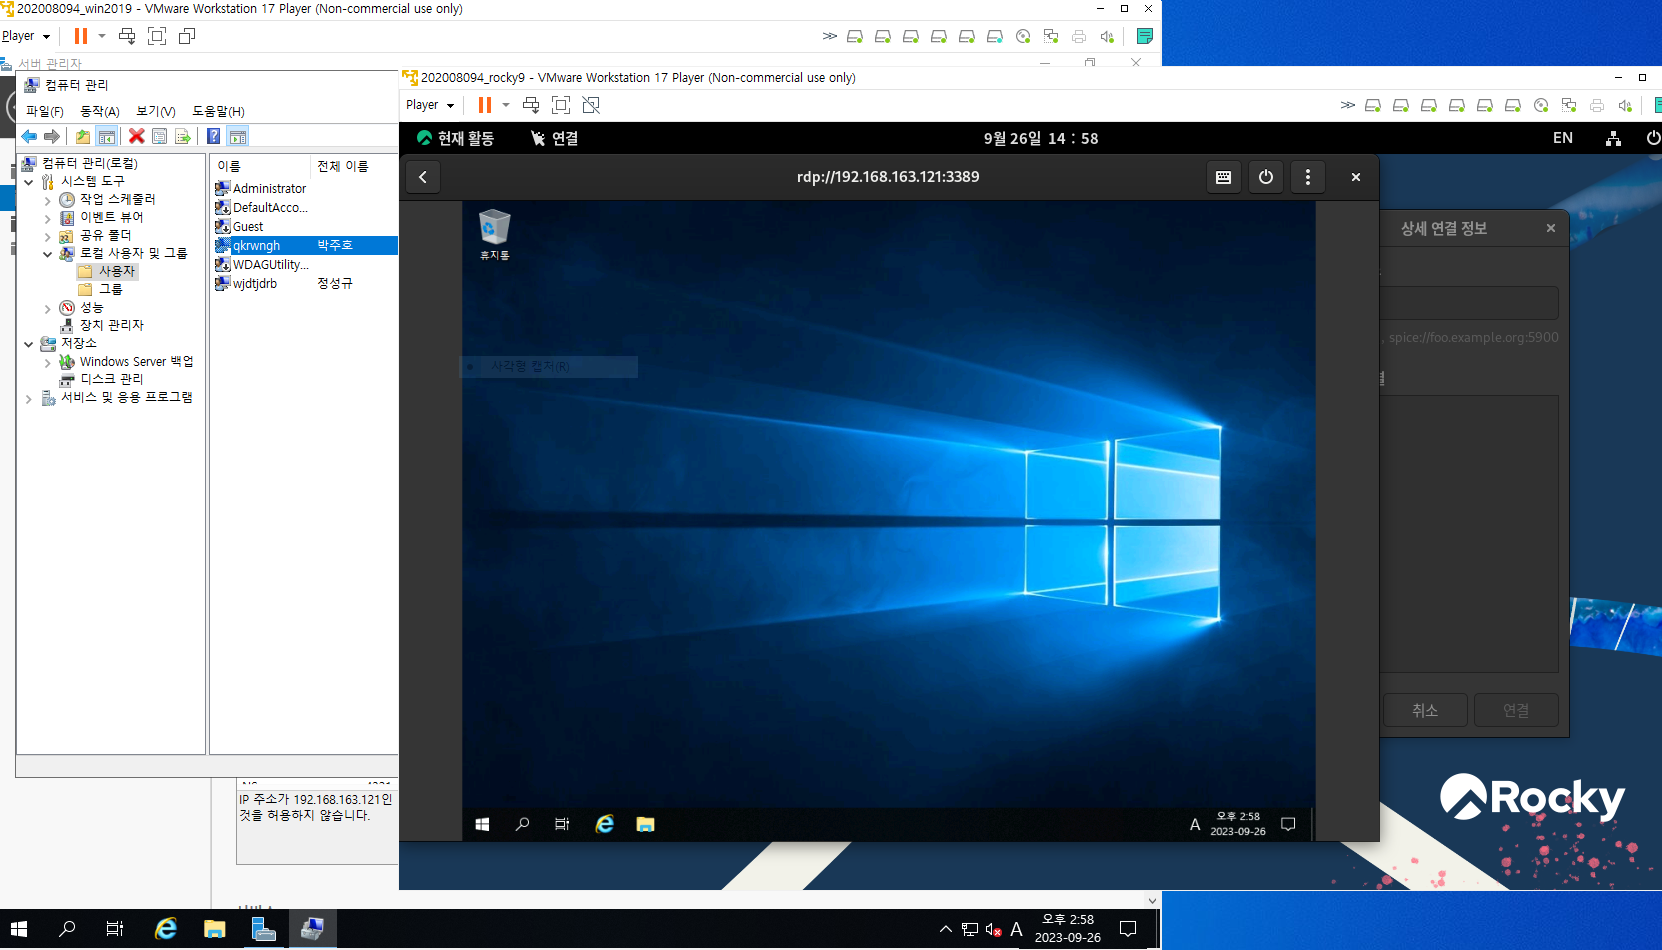 202008094_win2019 - VMware Workstation 17 Player (Non-commercial use only)
Player
서버 관리자
컴퓨터 관리
파일(F) 동작(A) 보기(V) 도움말(H)
컴퓨터 관리(로컬)
시스템 도구
작업 스케줄러
이벤트 뷰어
공유 폴더
로컬 사용자 및 그룹
사용자
그룹
성능
장치 관리자
저장소
Windows Server 백업
디스크 관리
서비스 및 응용 프로그램
이름 전체 이름
Administrator
DefaultAcco...
Guest
qkrwngh 박주호
WDAGUtility...
wjdtjdrb 정성규
IP 주소가 192.168.163.121인
것을 허용하지 않습니다.
202008094_rocky9 - VMware Workstation 17 Player (Non-commercial use only)
Player
현재 활동 연결 9월 26일 14 : 58 EN
rdp://192.168.163.121:3389
휴지통
사각형 캡처(R)
A 오후 2:58
2023-09-26
상세 연결 정보
, spice://foo.example.org:5900
취소 연결
Rocky
A 오후 2:58
2023-09-26